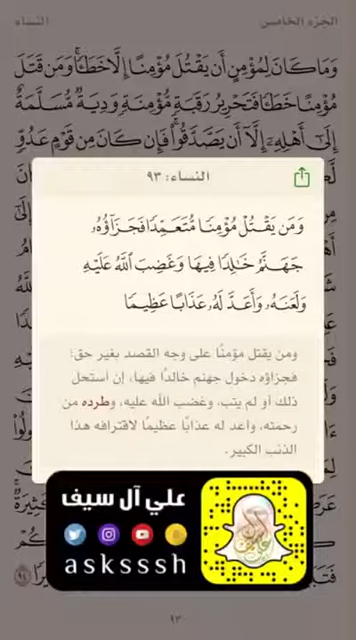 الجزء الخامس
النساء
وَمَا كَانَ لِمُؤْمِنٍ أَن يَقْتُلَ مُؤْمِنًا إِلَّا خَطَـًٔا وَمَن قَتَلَ
مُؤْمِنًا خَطَـًٔا فَتَحْرِيرُ رَقَبَةٍ مُّؤْمِنَةٍ وَدِيَةٌ مُّسَلَّمَةٌ
إِلَىٰٓ أَهْلِهِۦٓ إِلَّآ أَن يَصَّدَّقُوا۟ فَإِن كَانَ مِن قَوْمٍ عَدُوٍّ
النساء: ٩٣
وَمَن يَقْتُلْ مُؤْمِنًا مُّتَعَمِّدًا فَجَزَآؤُهُۥ
جَهَنَّمُ خَٰلِدًا فِيهَا وَغَضِبَ ٱللَّهُ عَلَيْهِ
وَلَعَنَهُۥ وَأَعَدَّ لَهُۥ عَذَابًا عَظِيمًا
ومن يقتل مؤمنًا على وجه القصد بغير حق؛
فجزاؤه دخول جهنم خالدًا فيها، إن استحل
ذلك أو لم يتب، وغضب الله عليه، وطرده من
رحمته، وأعد له عذابًا عظيمًا لاقترافه هذا
الذنب الكبير.
علي آل سيف
asksssh
٩٣